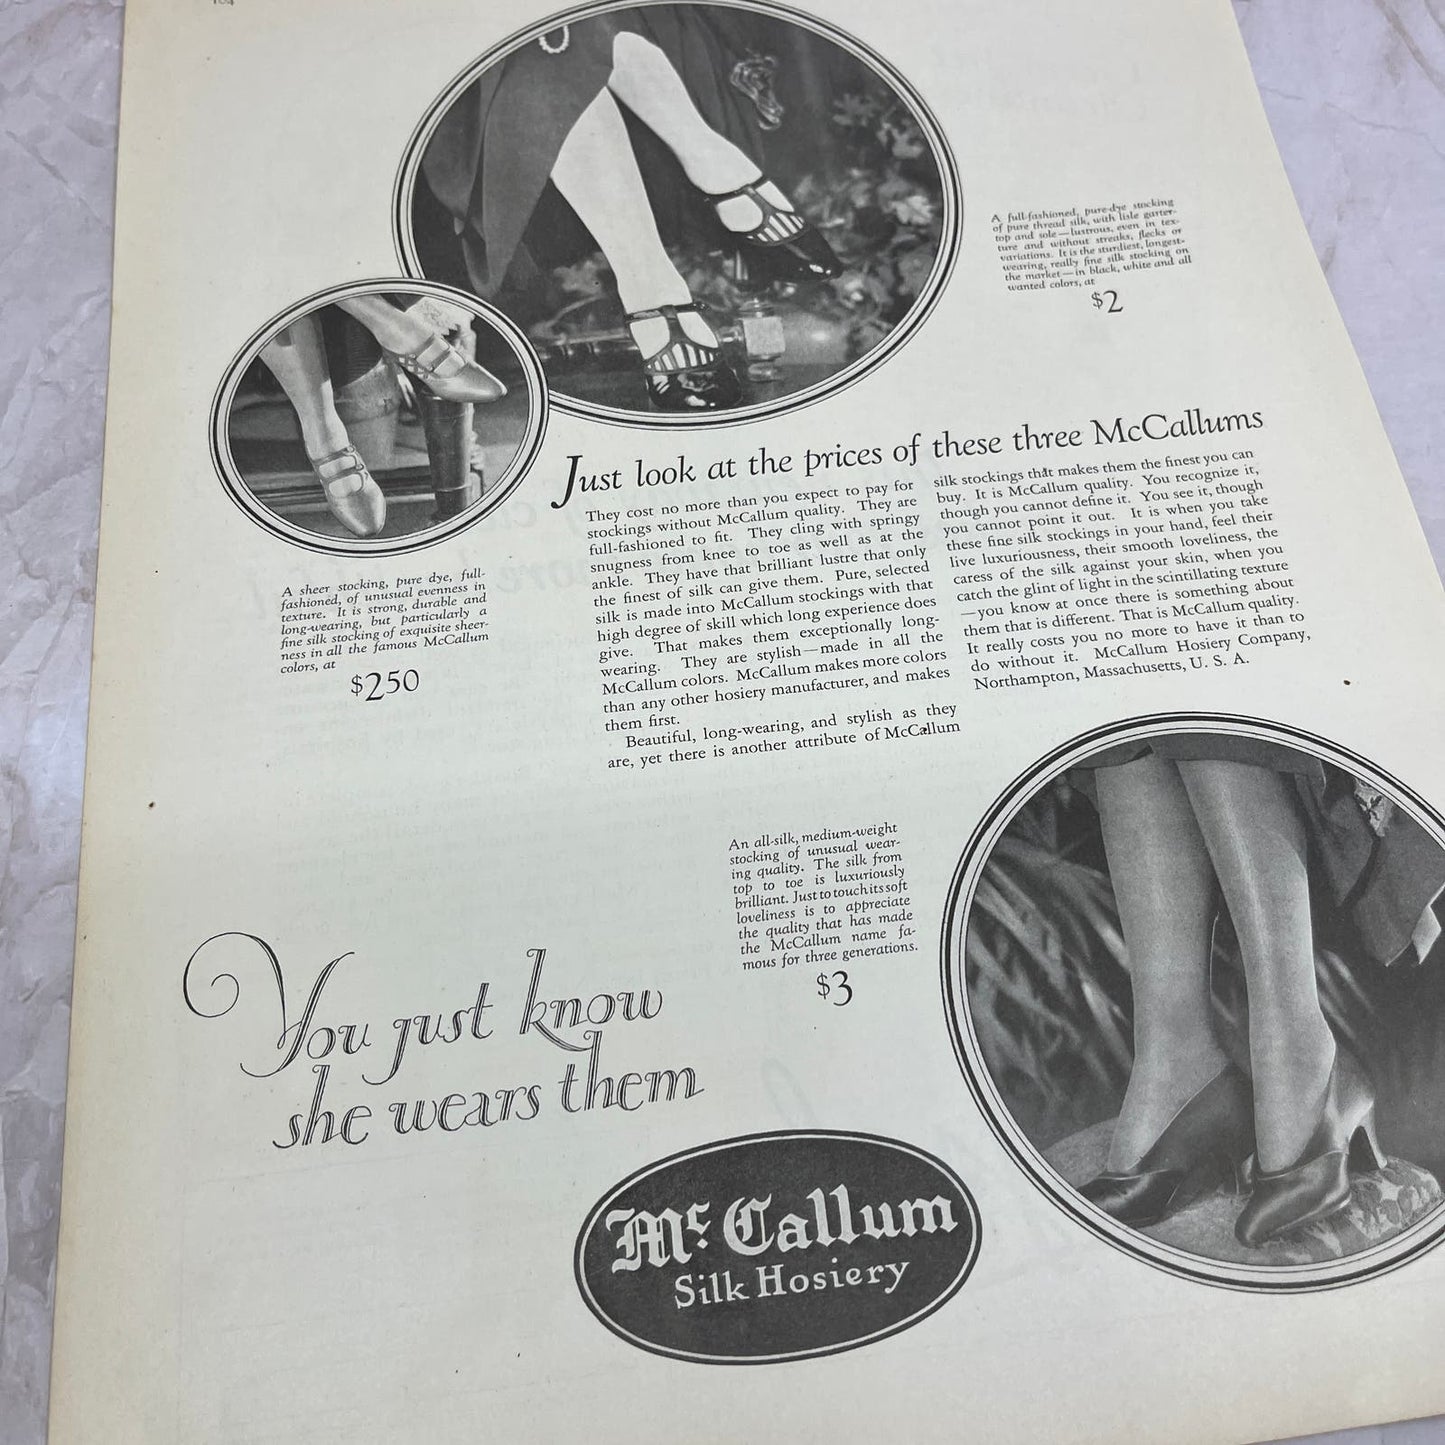 A full-fashioned, pure-dye stocking
of pure thread silk, with lisle garter-
top and sole—lustrous, even in tex-
ture and without streaks, flecks or
variations. It is the sturdiest, longest-
wearing, really fine silk stocking on
the market—in black, white and all
wanted colors, at
$2
A sheer stocking, pure dye, full-
fashioned, of unusual evenness in
texture. It is strong, durable and
long-wearing, but particularly a
fine silk stocking of exquisite sheer-
ness in all the famous McCallum
colors, at
$250
Just look at the prices of these three McCallums
They cost no more than you expect to pay for
stockings without McCallum quality. They are
full-fashioned to fit. They cling with springy
snugness from knee to toe as well as at the
ankle. They have that brilliant lustre that only
the finest of silk can give them. Pure, selected
silk is made into McCallum stockings with that
high degree of skill which long experience does
give. That makes them exceptionally long-
wearing. They are stylish—made in all the
McCallum colors. McCallum makes more colors
than any other hosiery manufacturer, and makes
them first.
Beautiful, long-wearing, and stylish as they
are, yet there is another attribute of McCallum
silk stockings that makes them the finest you can
buy. It is McCallum quality. You recognize it,
though you cannot define it. You see it, though
you cannot point it out. It is when you take
these fine silk stockings in your hand, feel their
live luxuriousness, their smooth loveliness, the
caress of the silk against your skin, when you
catch the glint of light in the scintillating texture
—you know at once there is something about
them that is different. That is McCallum quality.
It really costs you no more to have it than to
do without it. McCallum Hosiery Company,
Northampton, Massachusetts, U. S. A.
An all-silk, medium-weight
stocking of unusual wear-
ing quality. The silk from
top to toe is luxuriously
brilliant. Just to touch its soft
loveliness is to appreciate
the quality that has made
the McCallum name fa-
mous for three generations.
$3
You just know
she wears them
McCallum
Silk Hosiery